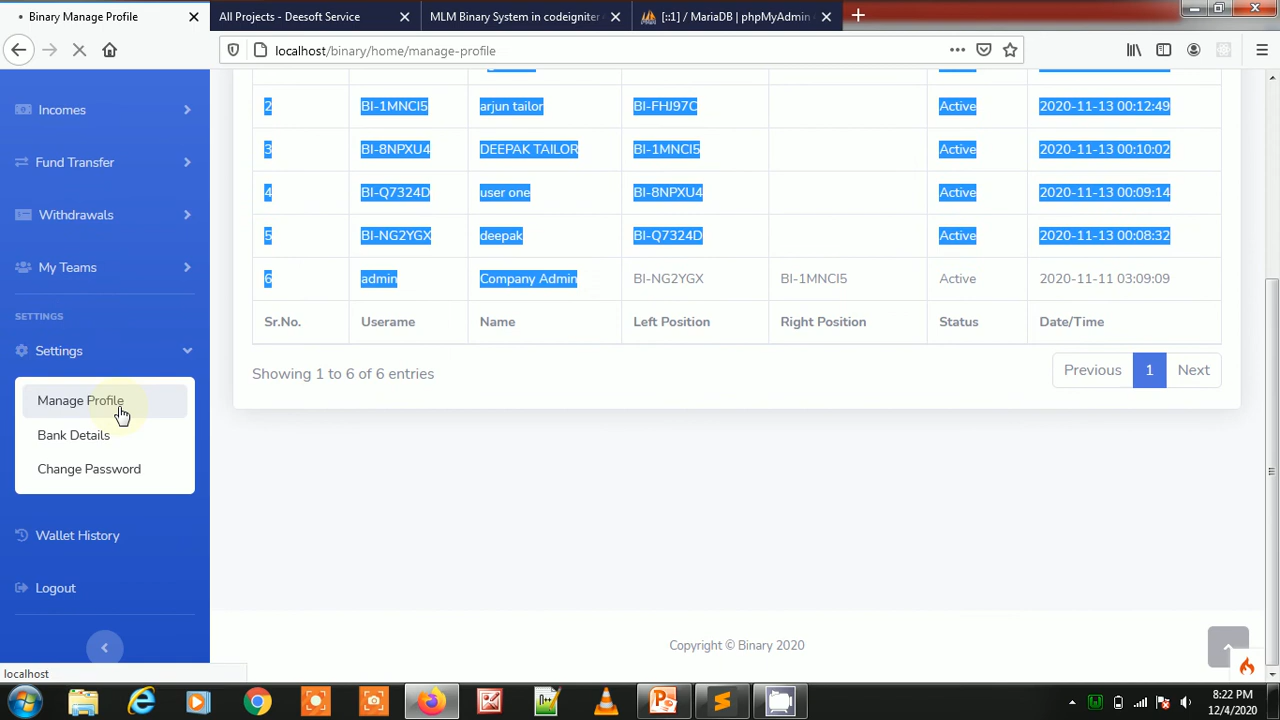 Binary Manage Profile
All Projects - Deesoft Service
MLM Binary System in codeigniter
[::1] / MariaDB | phpMyAdmin 4
localhost/binary/home/manage-profile
Incomes
Fund Transfer
Withdrawals
My Teams
SETTINGS
Settings
Manage Profile
Bank Details
Change Password
Wallet History
Logout
2 BI-1MNCI5 arjun tailor BI-FHJ97C Active 2020-11-13 00:12:49
3 BI-8NPXU4 DEEPAK TAILOR BI-1MNCI5 Active 2020-11-13 00:10:02
4 BI-Q7324D user one BI-8NPXU4 Active 2020-11-13 00:09:14
5 BI-NG2YGX deepak BI-Q7324D Active 2020-11-13 00:08:32
6 admin Company Admin BI-NG2YGX BI-1MNCI5 Active 2020-11-11 03:09:09
Sr.No. Userame Name Left Position Right Position Status Date/Time
Showing 1 to 6 of 6 entries
Previous 1 Next
Copyright © Binary 2020
localhost
8:22 PM
12/4/2020